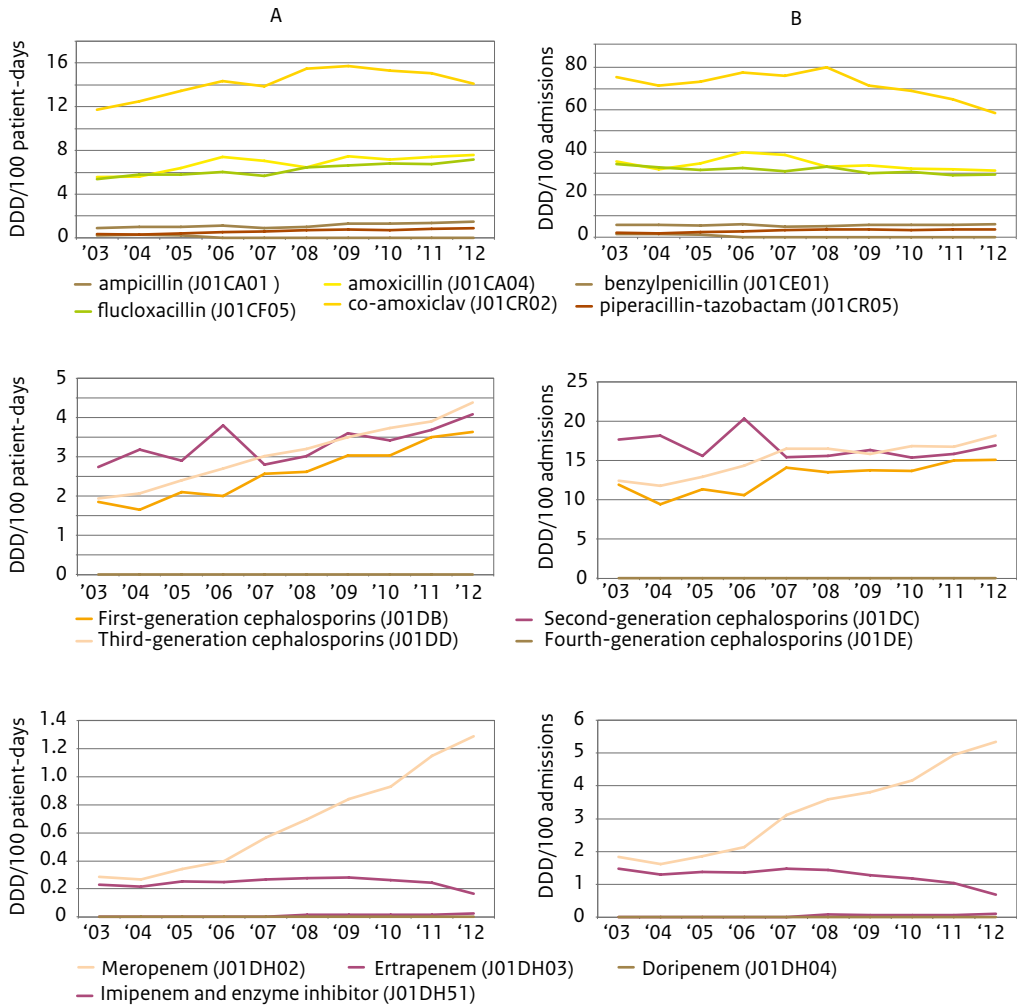 A
B
DDD/100 patient-days
16
12
8
4
0
'03 '04 '05 '06 '07 '08 '09 '10 '11 '12
DDD/100 admissions
80
60
40
30
20
10
0
'03 '04 '05 '06 '07 '08 '09 '10 '11 '12
ampicillin (J01CA01 )
amoxicillin (J01CA04)
benzylpenicillin (J01CE01)
flucloxacillin (J01CF05)
co-amoxiclav (J01CR02)
piperacillin-tazobactam (J01CR05)
DDD/100 patient-days
5
4
3
2
1
0
'03 '04 '05 '06 '07 '08 '09 '10 '11 '12
DDD/100 admissions
25
20
15
10
5
0
'03 '04 '05 '06 '07 '08 '09 '10 '11 '12
First-generation cephalosporins (J01DB)
Second-generation cephalosporins (J01DC)
Third-generation cephalosporins (J01DD)
Fourth-generation cephalosporins (J01DE)
DDD/100 patient-days
1.4
1.2
1.0
0.8
0.6
0.4
0.2
0
‘03 ‘04 ‘05 ‘06 ‘07 ‘08 ‘09 ‘10 ‘11 ‘12
DDD/100 admissions
6
5
4
3
2
1
0
‘03 ‘04 ‘05 ‘06 ‘07 ‘08 ‘09 ‘10 ‘11 ‘12
Meropenem (J01DH02)
Ertrapenem (J01DH03)
Doripenem (J01DH04)
Imipenem and enzyme inhibitor (J01DH51)